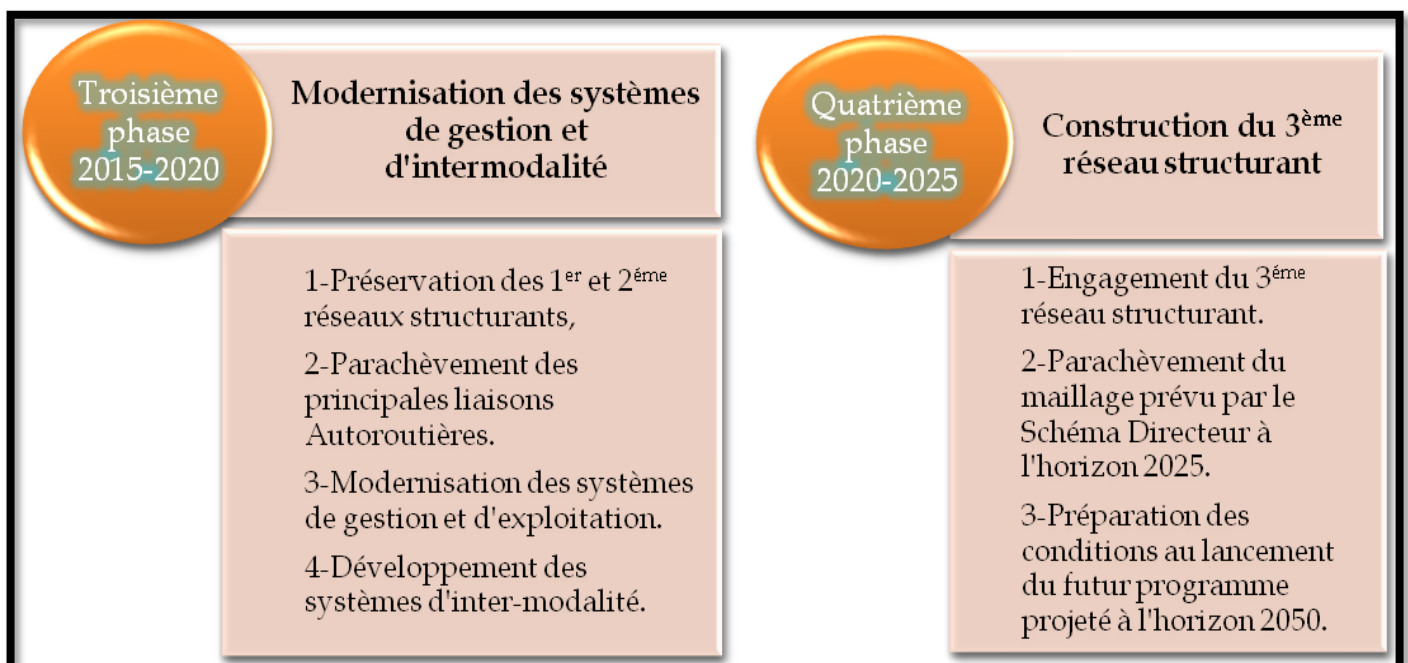 Troisième
phase
2015-2020
Modernisation des systèmes
de gestion et
d'intermodalité
1-Préservation des 1er et 2éme
réseaux structurants,
2-Parachèvement des
principales liaisons
Autoroutières.
3-Modernisation des systèmes
de gestion et d'exploitation.
4-Développement des
systèmes d'inter-modalité.
Quatrième
phase
2020-2025
Construction du 3ème
réseau structurant
1-Engagement du 3éme
réseau structurant.
2-Parachèvement du
maillage prévu par le
Schéma Directeur à
l'horizon 2025.
3-Préparation des
conditions au lancement
du futur programme
projeté à l'horizon 2050.